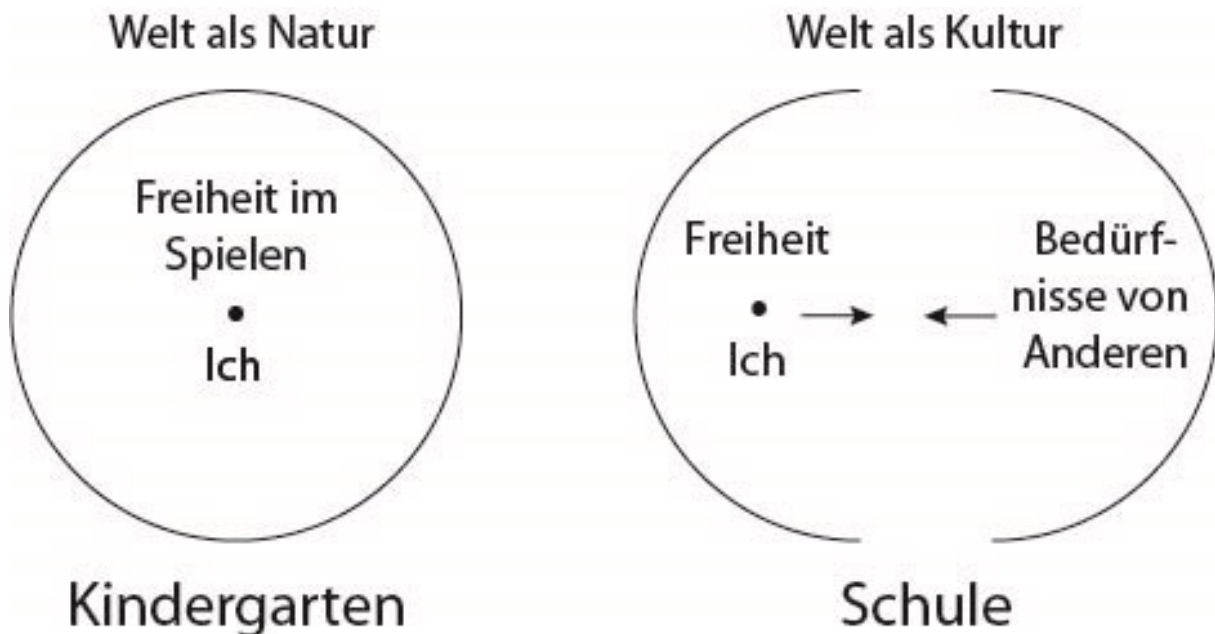 Welt als Natur
Freiheit im
Spielen
Ich
Kindergarten
Welt als Kultur
Freiheit
Ich
Bedürf-
nisse von
Anderen
Schule